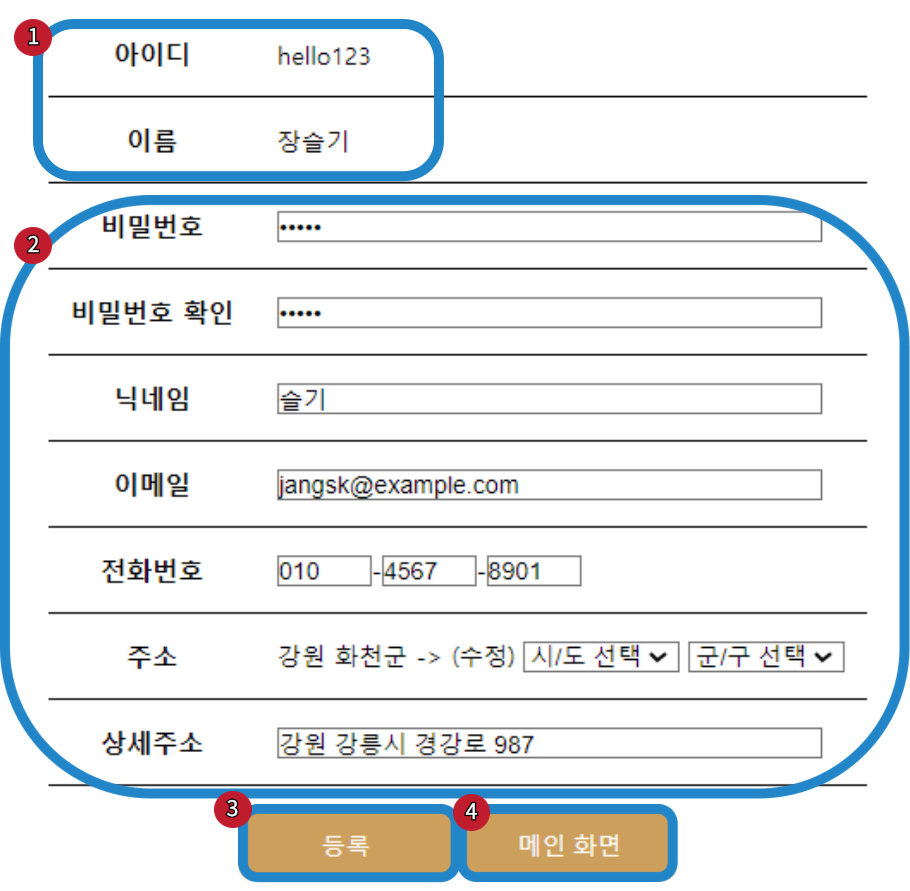 1
아이디 hello123
이름 장슬기
2
비밀번호 •••••
비밀번호 확인 •••••
닉네임 슬기
이메일 jangsk@example.com
전화번호 010 -4567 -8901
주소 강원 화천군 -> (수정) 시/도 선택 군/구 선택
상세주소 강원 강릉시 경강로 987
3 등록 4 메인 화면